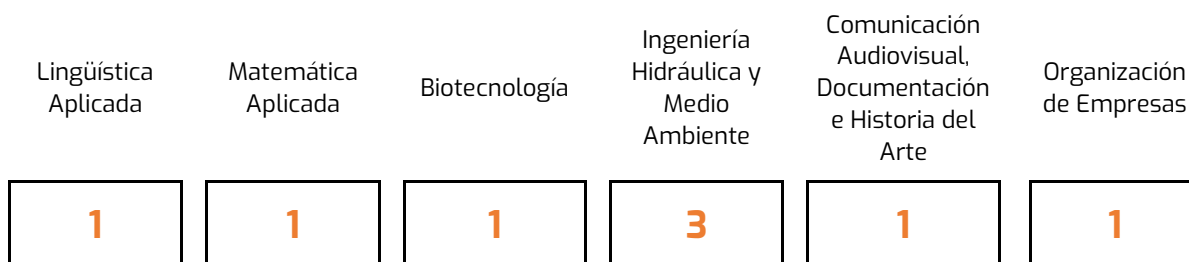 Lingüística
Aplicada
Matemática
Aplicada
Biotecnología
Ingeniería
Hidráulica y
Medio
Ambiente
Comunicación
Audiovisual,
Documentación
e Historia del
Arte
Organización
de Empresas
1
1
1
3
1
1